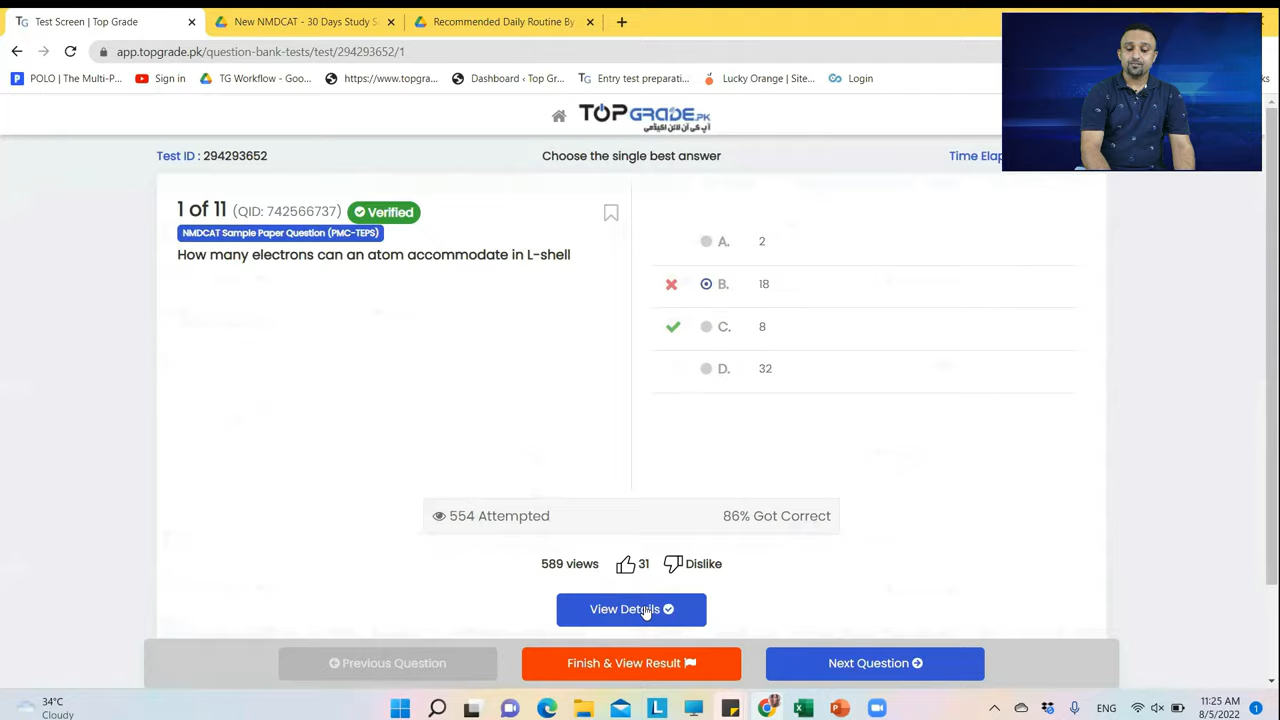 Test Screen | Top Grade
New NMDCAT - 30 Days Study S
Recommended Daily Routine By
app.topgrade.pk/question-bank-tests/test/294293652/1
POLO | The Multi-P...
Sign in
TG Workflow - Goo...
https://www.topgra...
Dashboard ‹ Top Gr...
Entry test preparati...
Lucky Orange | Site...
Login
TOPGRADE.PK
آپ کی آن لائن اکیڈمی
Test ID : 294293652
Choose the single best answer
Time Elap
1 of 11 (QID: 742566737) Verified
NMDCAT Sample Paper Question (PMC-TEPS)
How many electrons can an atom accommodate in L-shell
A. 2
B. 18
C. 8
D. 32
554 Attempted
86% Got Correct
589 views
31
Dislike
View Details
Previous Question
Finish & View Result
Next Question
34°C
Cloudy
ENG
11:25 AM
8/5/2022